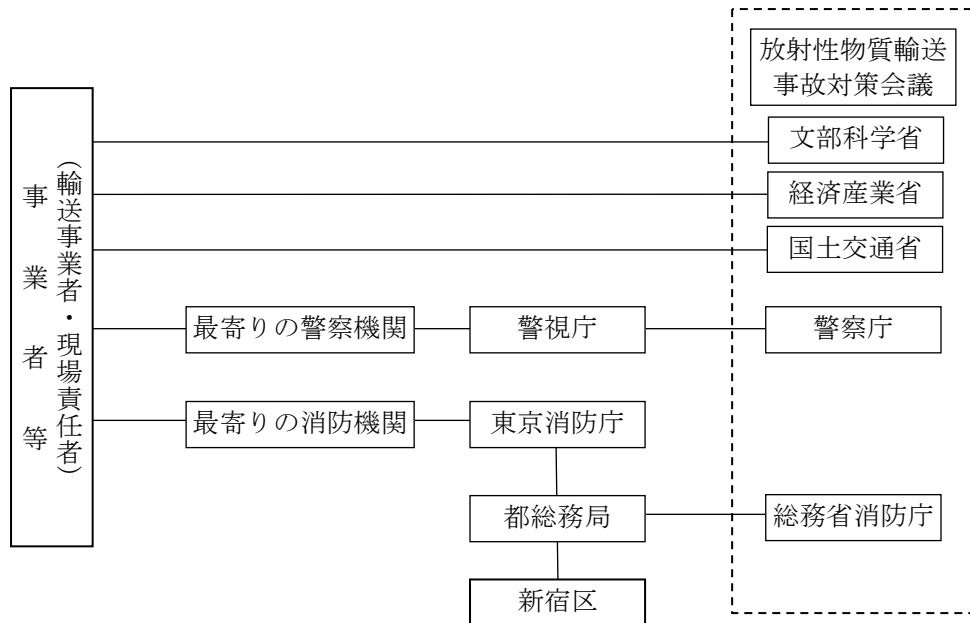 放射性物質輸送
事故対策会議
事業者等
(輸送事業者・現場責任者)
文部科学省
経済産業省
国土交通省
最寄りの警察機関
警視庁
警察庁
最寄りの消防機関
東京消防庁
都総務局
総務省消防庁
新宿区